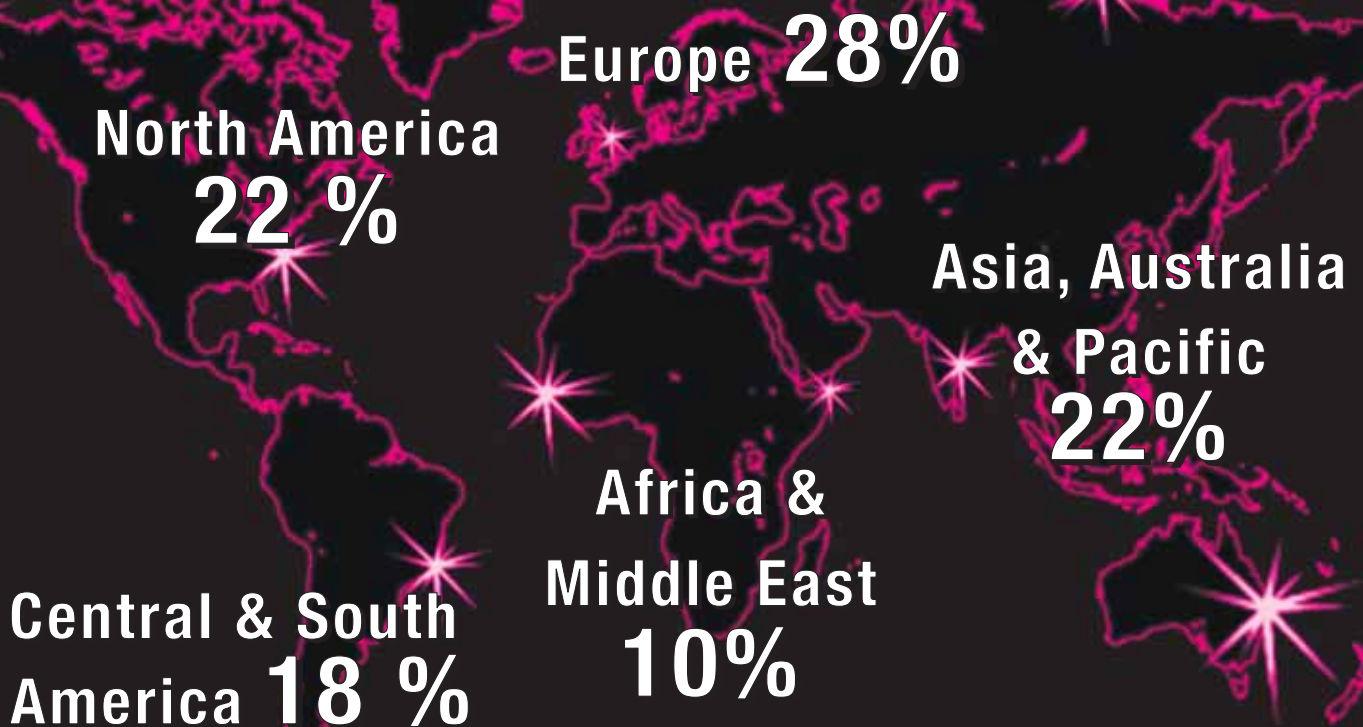 Europe 28%
North America
22 %
Asia, Australia
& Pacific
22%
Africa &
Middle East
10%
Central & South
America 18 %